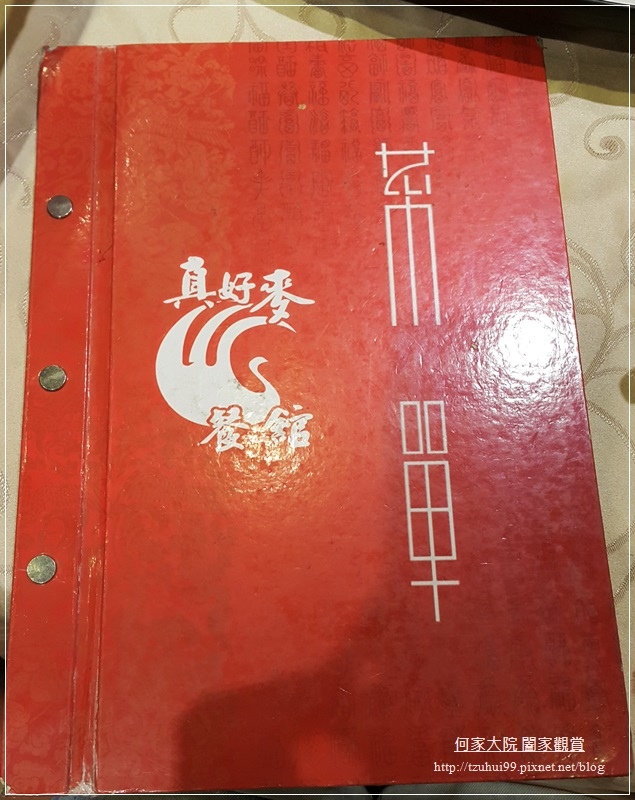 真好麥
餐館
菜單
何家大院 闔家觀賞
http://tzuhui99.pixnet.net/blog